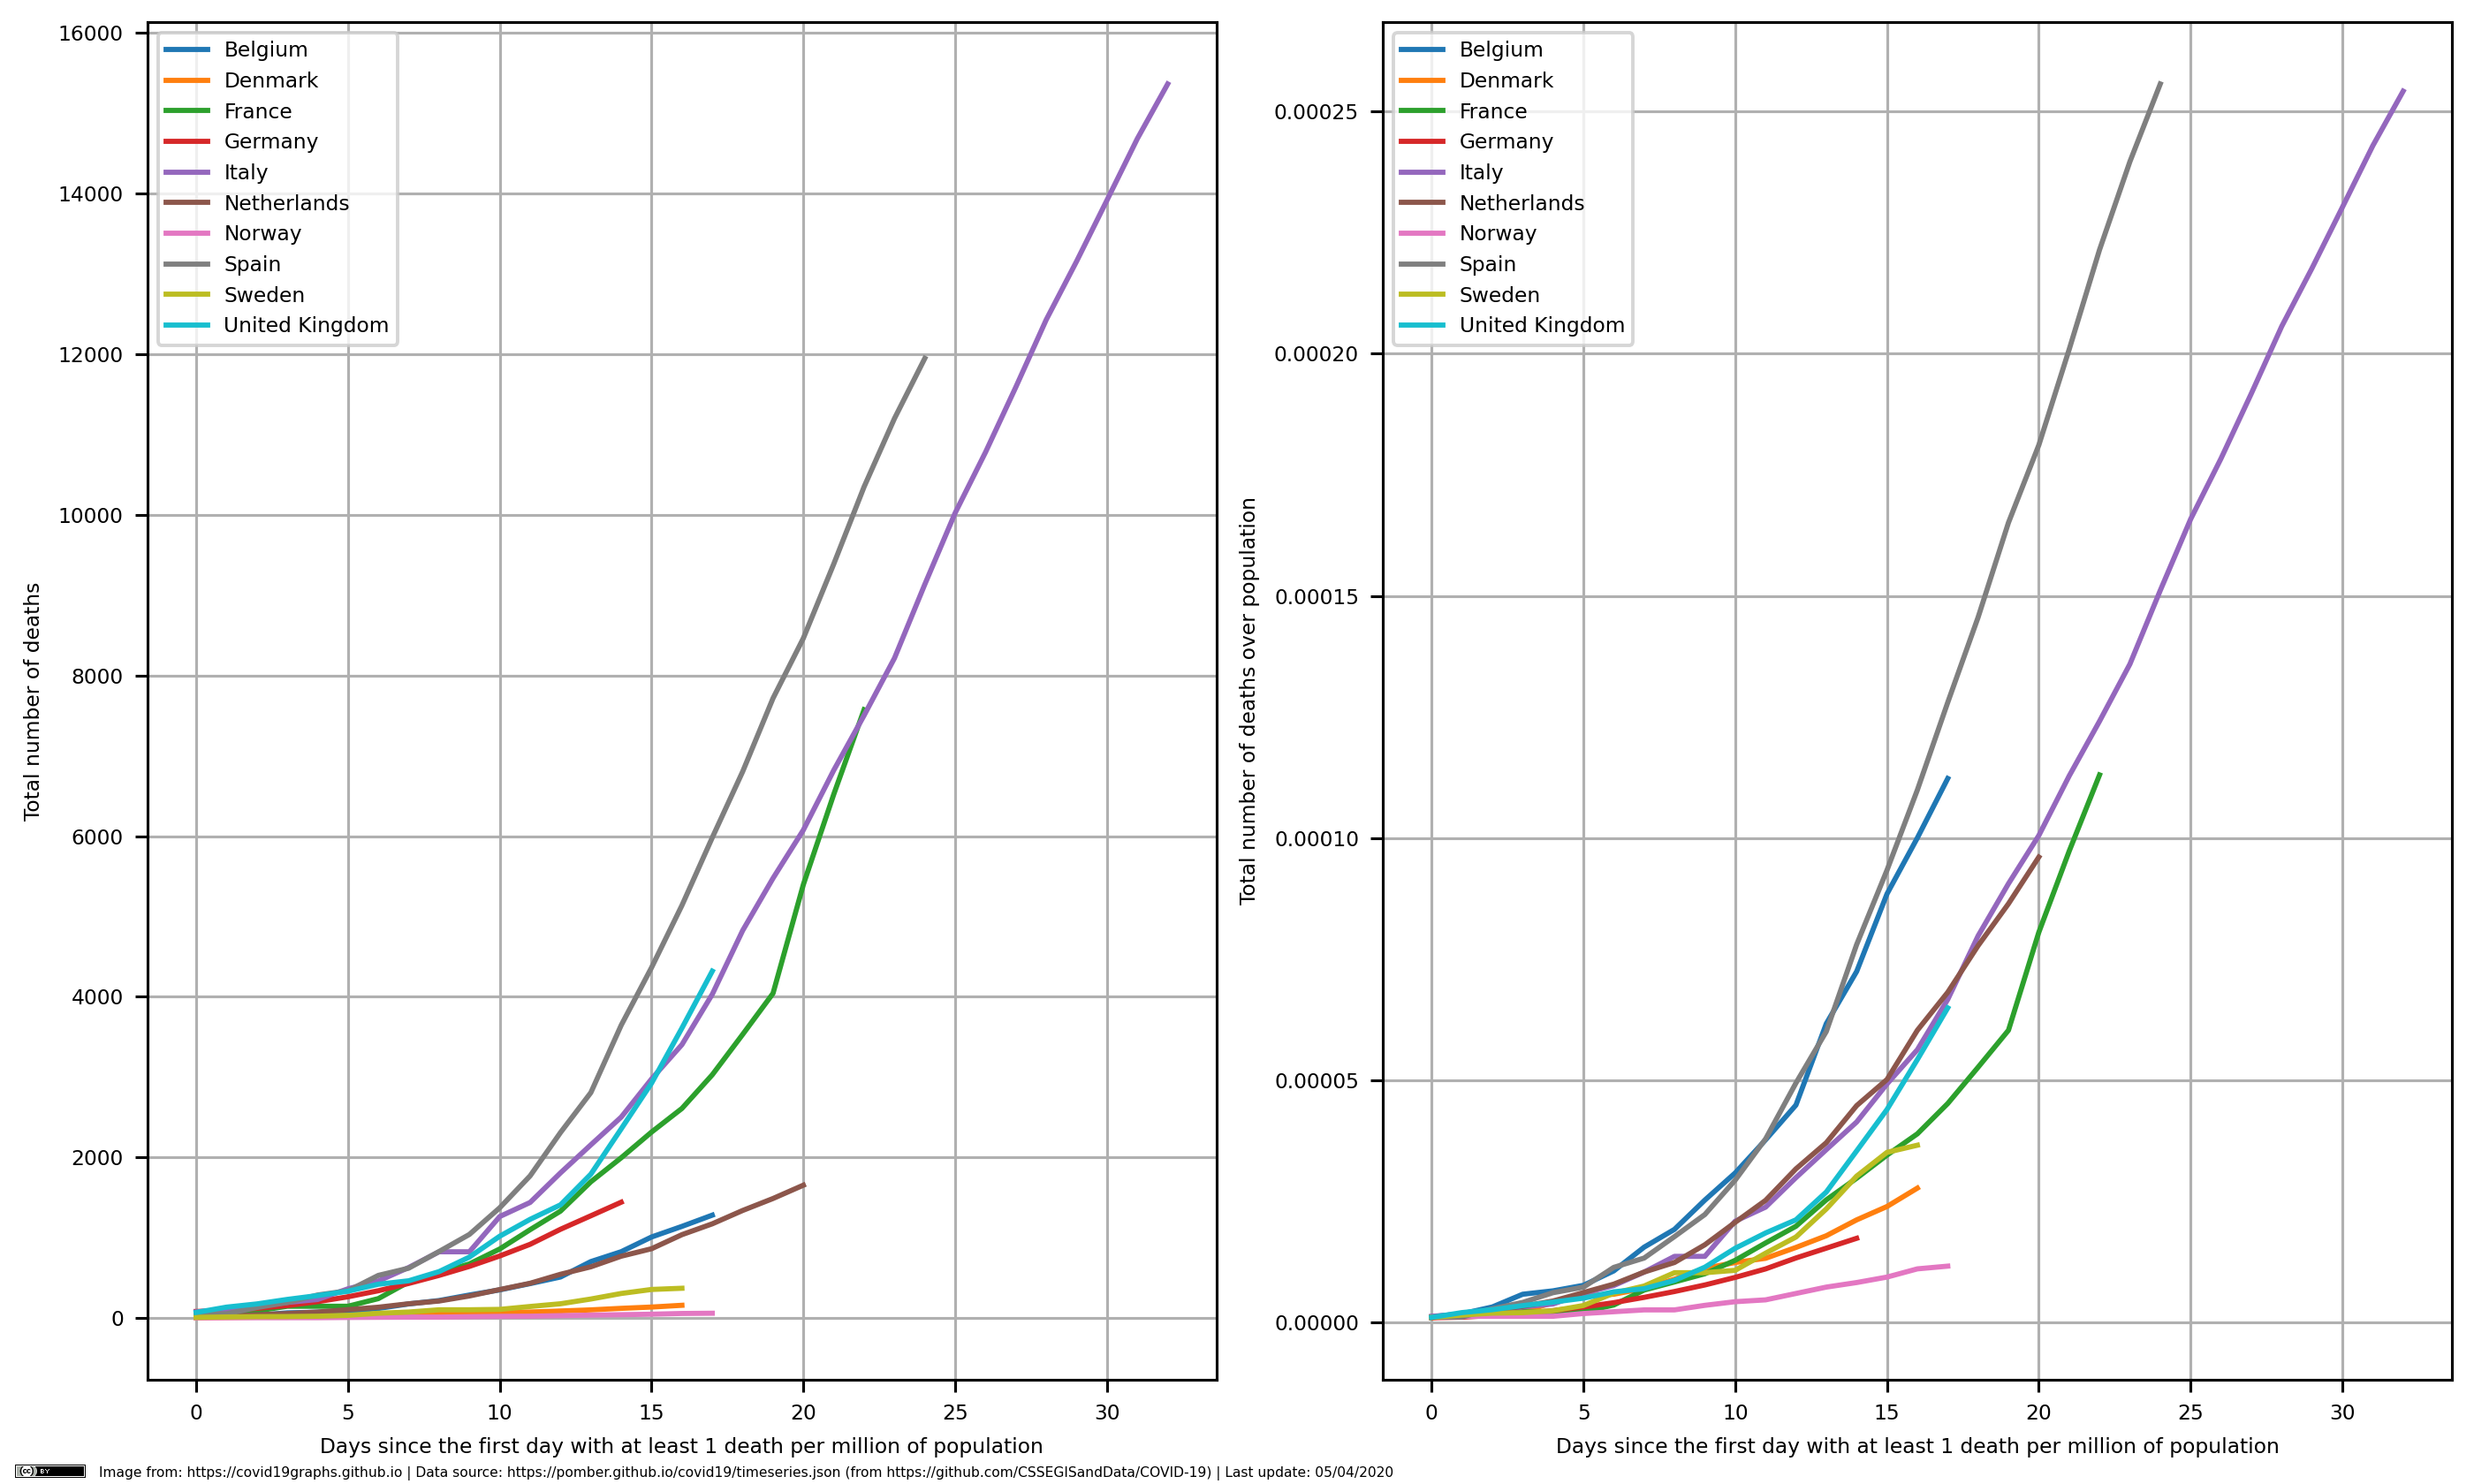 16000
14000
12000
10000
8000
6000
4000
2000
0
Total number of deaths
Belgium
Denmark
France
Germany
Italy
Netherlands
Norway
Spain
Sweden
United Kingdom
0 5 10 15 20 25 30
Days since the first day with at least 1 death per million of population
0.00025
0.00020
0.00015
0.00010
0.00005
0.00000
Total number of deaths over population
Belgium
Denmark
France
Germany
Italy
Netherlands
Norway
Spain
Sweden
United Kingdom
0 5 10 15 20 25 30
Days since the first day with at least 1 death per million of population
cc BY Image from: https://covid19graphs.github.io | Data source: https://pomber.github.io/covid19/timeseries.json (from https://github.com/CSSEGISandData/COVID-19) | Last update: 05/04/2020